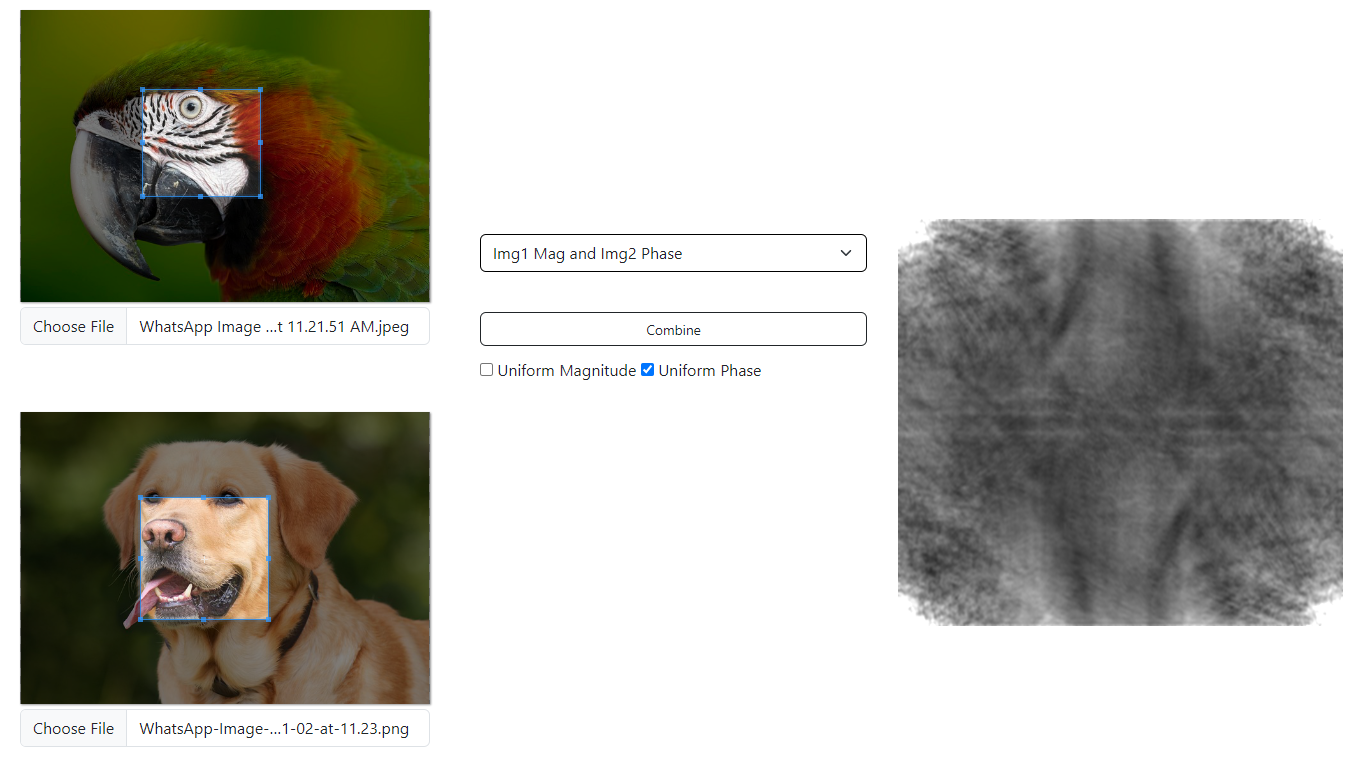 Choose File WhatsApp Image ...t 11.21.51 AM.jpeg
Img1 Mag and Img2 Phase
Combine
Uniform Magnitude Uniform Phase
Choose File WhatsApp-Image-...1-02-at-11.23.png